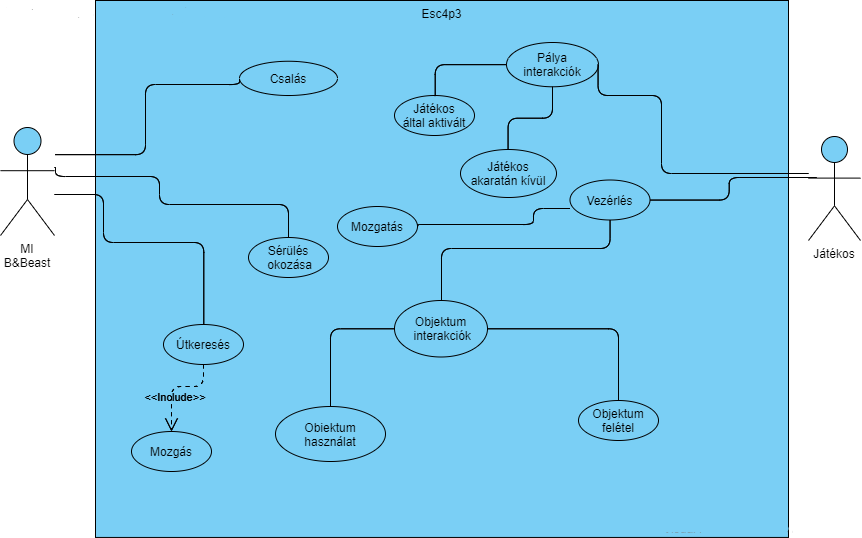 Esc4p3
Csalás
Pálya
interakciók
Játékos
által aktivált
Játékos
akaratán kívül
Vezérlés
Mozgatás
Sérülés
okozása
MI
B&Beast
Játékos
Objektum
interakciók
Útkeresés
<<Include>>
Mozgás
Objektum
használat
Objektum
felétel